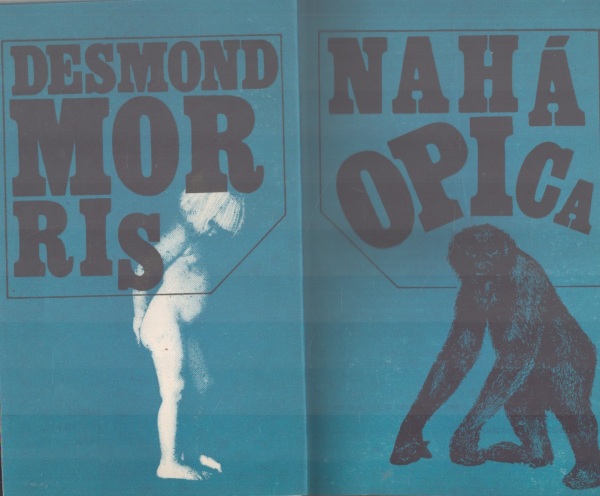 DESMOND
MOR
RIS
NAHÁ
OPICA